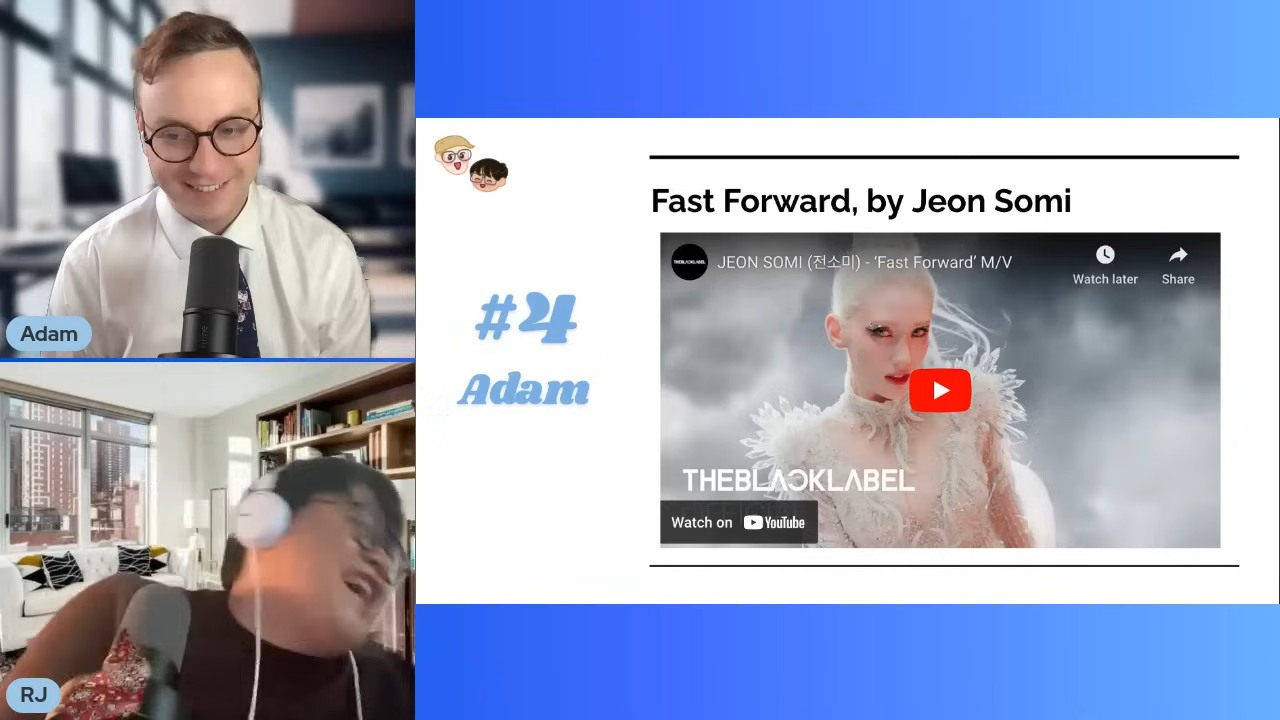 Adam
RJ
#4
Adam
Fast Forward, by Jeon Somi
THEBLACKLABEL
JEON SOMI (전소미) - ‘Fast Forward’ M/V
Watch later
Share
THEBLACKLABEL
Watch on YouTube